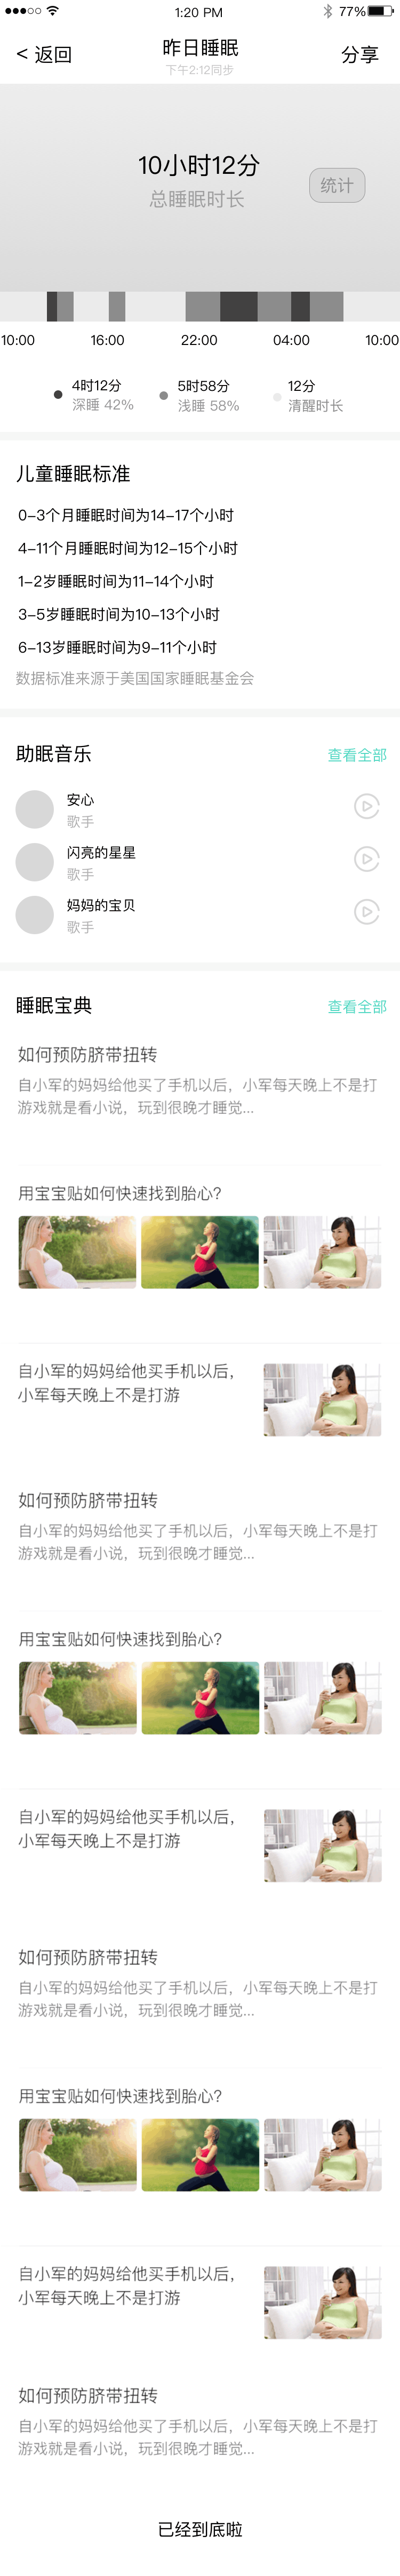 1:20 PM
77%
< 返回
昨日睡眠
分享
下午2:12同步
10小时12分
总睡眠时长
统计
10:00 16:00 22:00 04:00 10:00
4时12分
深睡 42%
5时58分
浅睡 58%
12分
清醒时长
儿童睡眠标准
0-3个月睡眠时间为14-17个小时
4-11个月睡眠时间为12-15个小时
1-2岁睡眠时间为11-14个小时
3-5岁睡眠时间为10-13个小时
6-13岁睡眠时间为9-11个小时
数据标准来源于美国国家睡眠基金会
助眠音乐
查看全部
安心
歌手
闪亮的星星
歌手
妈妈的宝贝
歌手
睡眠宝典
查看全部
如何预防脐带扭转
自小军的妈妈给他买了手机以后，小军每天晚上不是打
游戏就是看小说，玩到很晚才睡觉...
用宝宝贴如何快速找到胎心？
自小军的妈妈给他买手机以后，
小军每天晚上不是打游
如何预防脐带扭转
自小军的妈妈给他买了手机以后，小军每天晚上不是打
游戏就是看小说，玩到很晚才睡觉...
用宝宝贴如何快速找到胎心？
自小军的妈妈给他买手机以后，
小军每天晚上不是打游
如何预防脐带扭转
自小军的妈妈给他买了手机以后，小军每天晚上不是打
游戏就是看小说，玩到很晚才睡觉...
用宝宝贴如何快速找到胎心？
自小军的妈妈给他买手机以后，
小军每天晚上不是打游
如何预防脐带扭转
自小军的妈妈给他买了手机以后，小军每天晚上不是打
游戏就是看小说，玩到很晚才睡觉...
已经到底啦